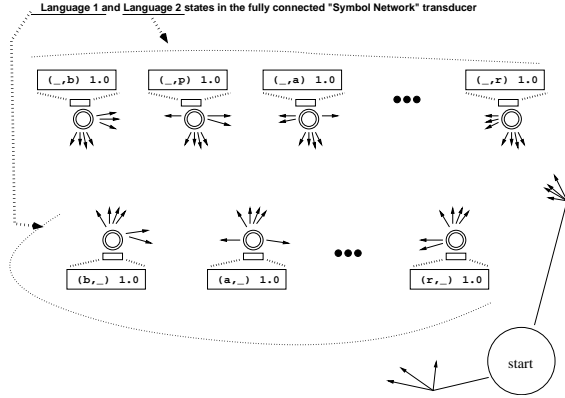 Language 1 and Language 2 states in the fully connected "Symbol Network" transducer
(_,b) 1.0 (_,p) 1.0 (_,a) 1.0 (_,r) 1.0
(b,_) 1.0 (a,_) 1.0 (r,_) 1.0
start